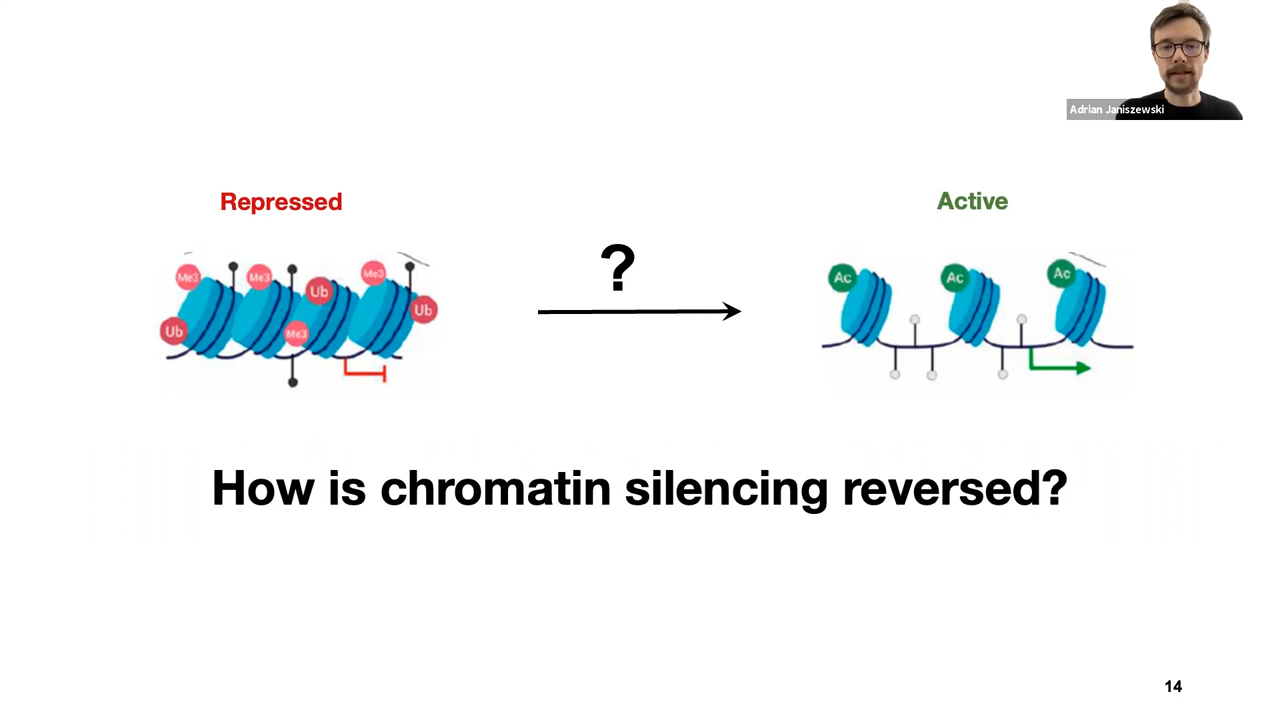 Adrian Janiszewski
Repressed
Active
?
Me3
Me3
Me3
Ub
Ub
Ub
Me3
Ac
Ac
Ac
How is chromatin silencing reversed?
14